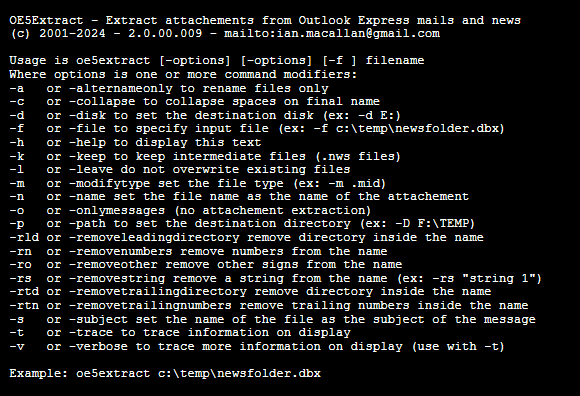 OE5Extract - Extract attachements from Outlook Express mails and news
(c) 2001-2024 - 2.0.00.009 - mailto:ian.macallan@gmail.com
Usage is oe5extract [-options] [-options] [-f ] filename
Where options is one or more command modifiers:
-a or -alternameonly to rename files only
-c or -collapse to collapse spaces on final name
-d or -disk to set the destination disk (ex: -d E:)
-f or -file to specify input file (ex: -f c:\temp\newsfolder.dbx)
-h or -help to display this text
-k or -keep to keep intermediate files (.nws files)
-l or -leave do not overwrite existing files
-m or -modifytype set the file type (ex: -m .mid)
-n or -name set the file name as the name of the attachement
-o or -onlymessages (no attachement extraction)
-p or -path to set the destination directory (ex: -D F:\TEMP)
-rld or -removeleadingdirectory remove directory inside the name
-rn or -removenumbers remove numbers from the name
-ro or -removeother remove other signs from the name
-rs or -removestring remove a string from the name (ex: -rs "string 1")
-rtd or -removetrailingdirectory remove directory inside the name
-rtn or -removetrailingnumbers remove trailing numbers inside the name
-s or -subject set the name of the file as the subject of the message
-t or -trace to trace information on display
-v or -verbose to trace more information on display (use with -t)
Example: oe5extract c:\temp\newsfolder.dbx